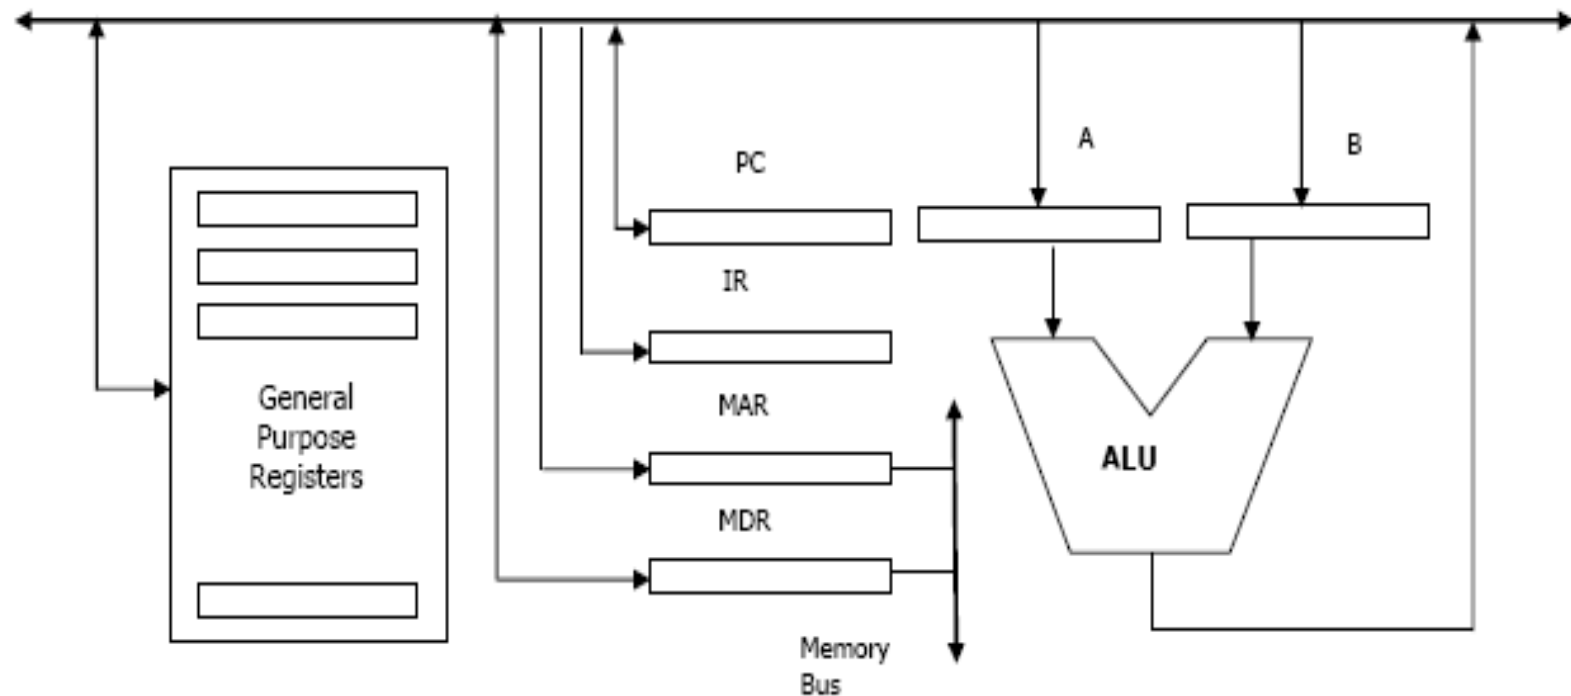 A
B
PC
IR
General
Purpose
Registers
MAR
ALU
MDR
Memory
Bus